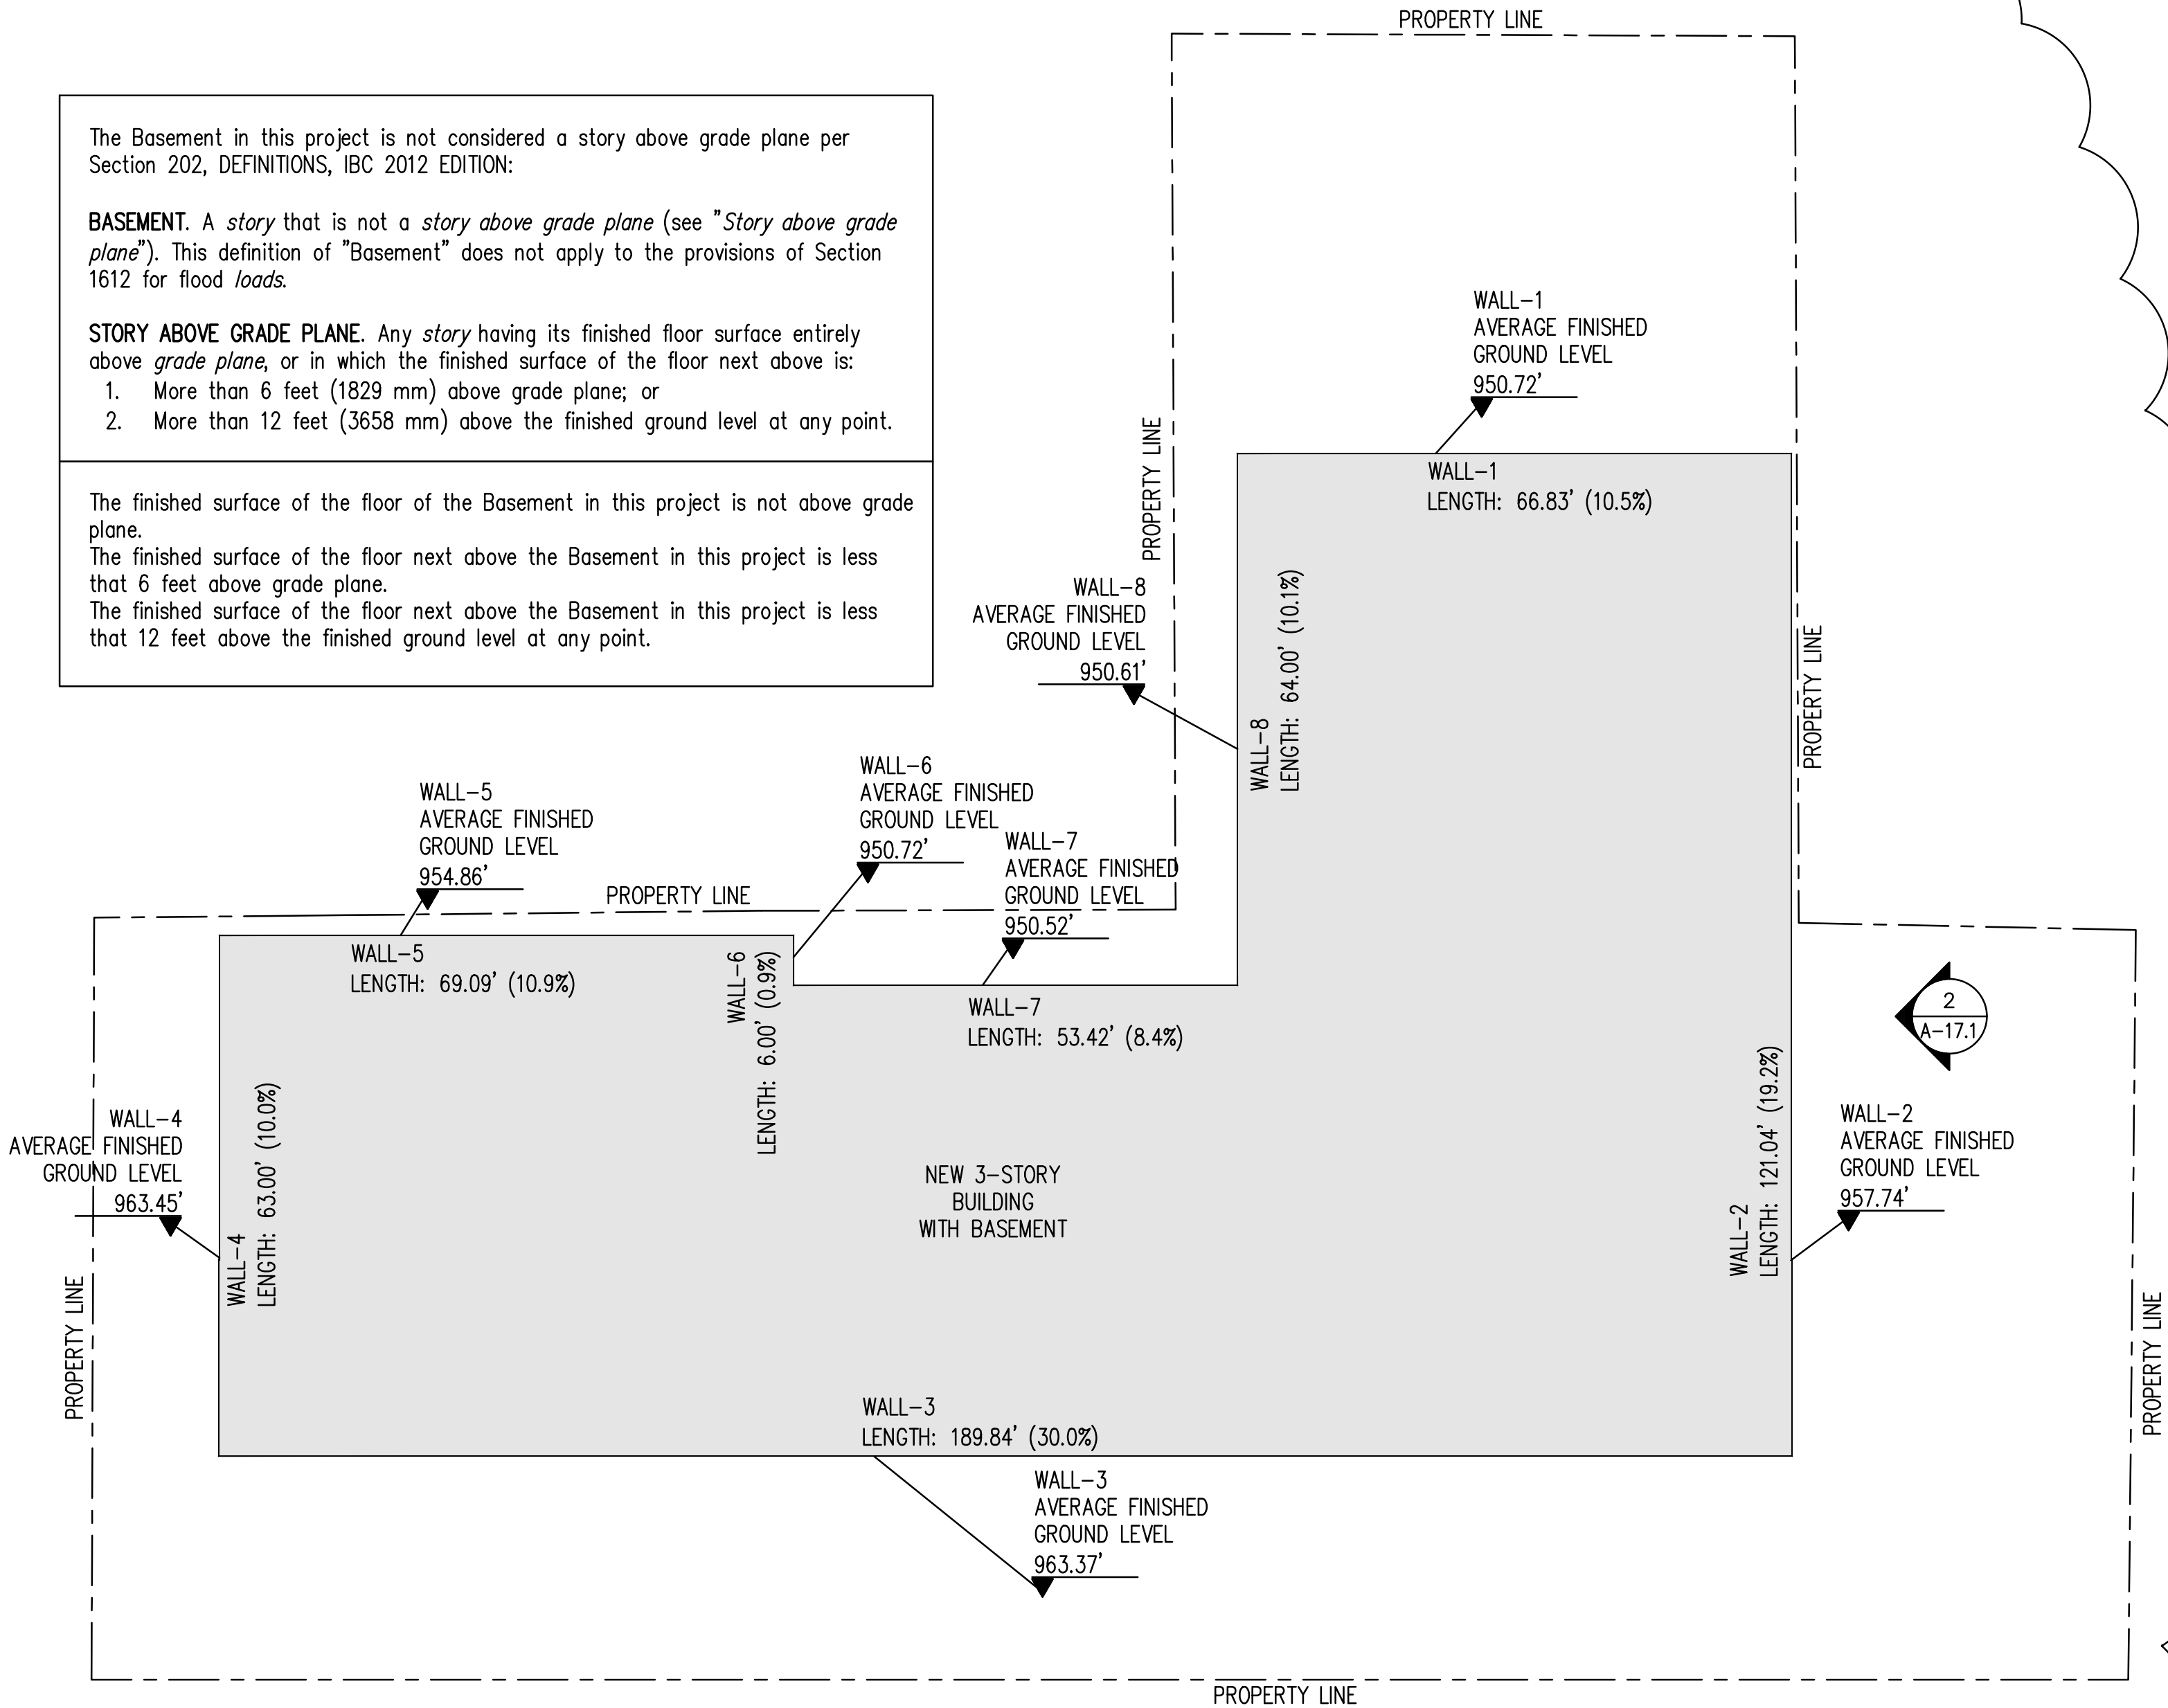 PROPERTY LINE
The Basement in this project is not considered a story above grade plane per
Section 202, DEFINITIONS, IBC 2012 EDITION:
BASEMENT. A story that is not a story above grade plane (see "Story above grade
plane"). This definition of "Basement" does not apply to the provisions of Section
1612 for flood loads.
STORY ABOVE GRADE PLANE. Any story having its finished floor surface entirely
above grade plane, or in which the finished surface of the floor next above is:
1. More than 6 feet (1829 mm) above grade plane; or
2. More than 12 feet (3658 mm) above the finished ground level at any point.
The finished surface of the floor of the Basement in this project is not above grade
plane.
The finished surface of the floor next above the Basement in this project is less
that 6 feet above grade plane.
The finished surface of the floor next above the Basement in this project is less
that 12 feet above the finished ground level at any point.
WALL-1
AVERAGE FINISHED
GROUND LEVEL
950.72'
WALL-1
LENGTH: 66.83' (10.5%)
PROPERTY LINE
WALL-8
AVERAGE FINISHED
GROUND LEVEL
950.61'
WALL-8
LENGTH: 64.00' (10.1%)
PROPERTY LINE
WALL-5
AVERAGE FINISHED
GROUND LEVEL
954.86'
WALL-6
AVERAGE FINISHED
GROUND LEVEL
950.72'
WALL-7
AVERAGE FINISHED
GROUND LEVEL
950.52'
PROPERTY LINE
WALL-5
LENGTH: 69.09' (10.9%)
WALL-6
LENGTH: 6.00' (0.9%)
WALL-7
LENGTH: 53.42' (8.4%)
2
A-17.1
WALL-4
AVERAGE FINISHED
GROUND LEVEL
963.45'
WALL-4
LENGTH: 63.00' (10.0%)
NEW 3-STORY
BUILDING
WITH BASEMENT
WALL-2
LENGTH: 121.04' (19.2%)
WALL-2
AVERAGE FINISHED
GROUND LEVEL
957.74'
PROPERTY LINE
PROPERTY LINE
WALL-3
LENGTH: 189.84' (30.0%)
WALL-3
AVERAGE FINISHED
GROUND LEVEL
963.37'
PROPERTY LINE